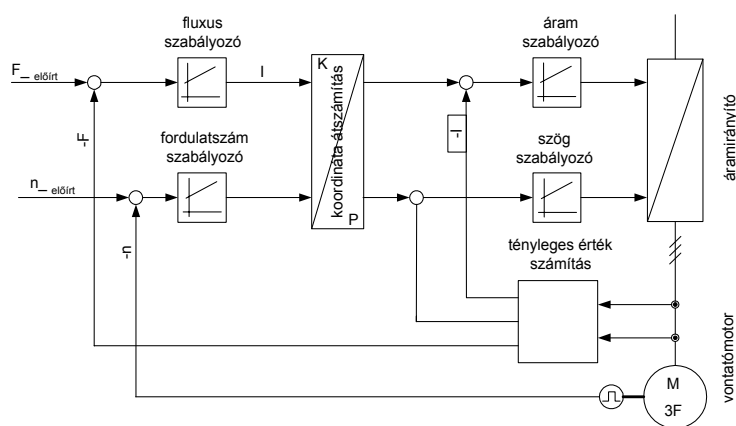 fluxus
szabályozó
áram
szabályozó
F_ előírt
I
K
koordináta átszámítás
P
-F
fordulatszám
szabályozó
-I
szög
szabályozó
áramirányító
n_ előírt
-n
tényleges érték
számítás
M
3F
vontatómotor